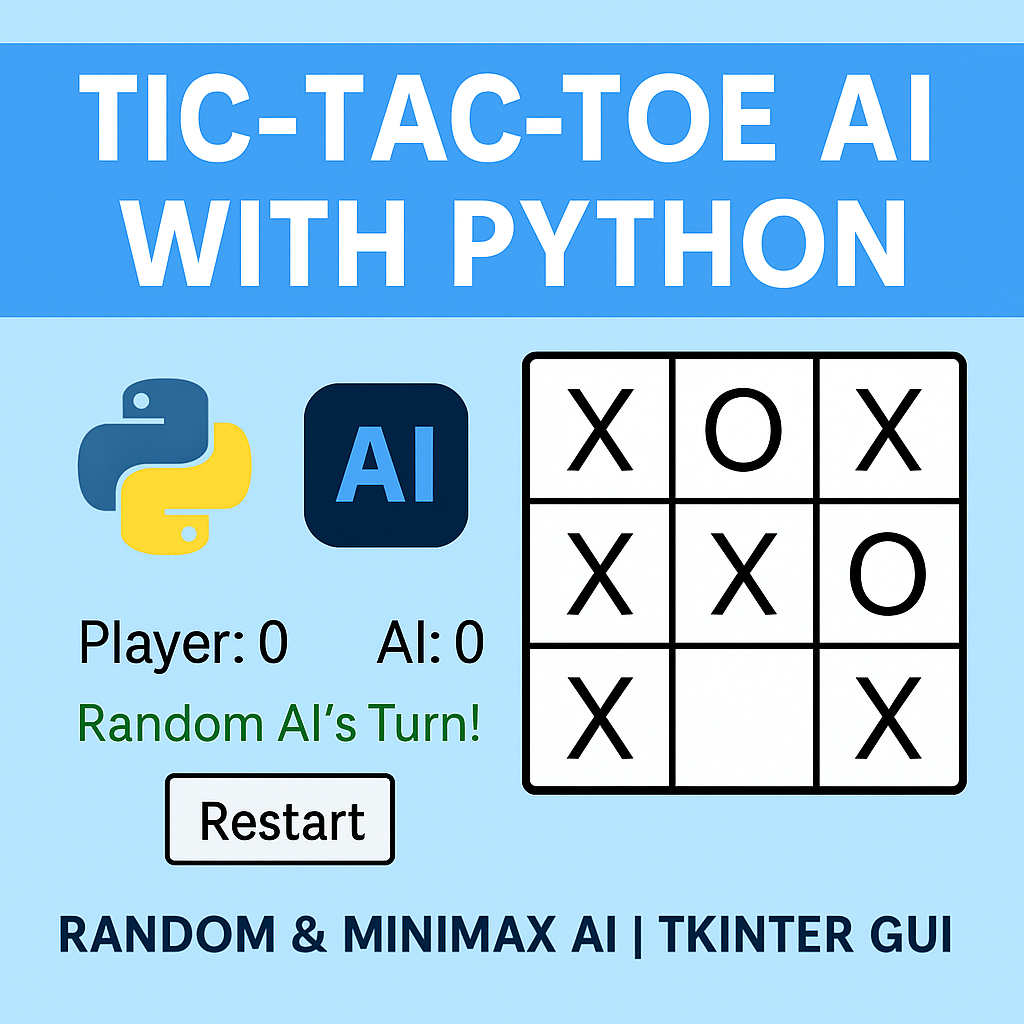 TIC-TAC-TOE AI
WITH PYTHON
AI
X O X
X X O
X X
Player: 0 AI: 0
Random AI's Turn!
Restart
RANDOM & MINIMAX AI | TKINTER GUI